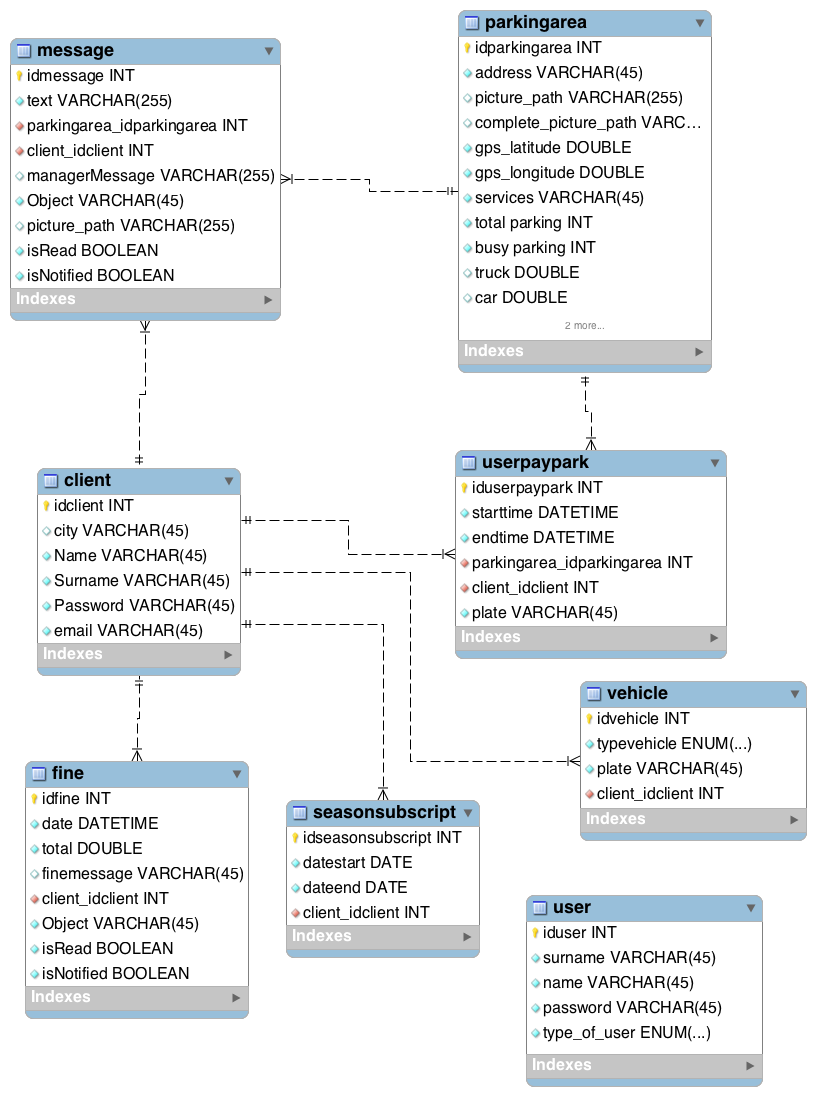 message
idmessage INT
text VARCHAR(255)
parkingarea_idparkingarea INT
client_idclient INT
managerMessage VARCHAR(255)
Object VARCHAR(45)
picture_path VARCHAR(255)
isRead BOOLEAN
isNotified BOOLEAN
Indexes
parkingarea
idparkingarea INT
address VARCHAR(45)
picture_path VARCHAR(255)
complete_picture_path VARC...
gps_latitude DOUBLE
gps_longitude DOUBLE
services VARCHAR(45)
total parking INT
busy parking INT
truck DOUBLE
car DOUBLE
2 more...
Indexes
client
idclient INT
city VARCHAR(45)
Name VARCHAR(45)
Surname VARCHAR(45)
Password VARCHAR(45)
email VARCHAR(45)
Indexes
userpaypark
iduserpaypark INT
starttime DATETIME
endtime DATETIME
parkingarea_idparkingarea INT
client_idclient INT
plate VARCHAR(45)
Indexes
vehicle
idvehicle INT
typevehicle ENUM(...)
plate VARCHAR(45)
client_idclient INT
Indexes
fine
idfine INT
date DATETIME
total DOUBLE
finemessage VARCHAR(45)
client_idclient INT
Object VARCHAR(45)
isRead BOOLEAN
isNotified BOOLEAN
Indexes
seasonsubscript
idseasonsubscript INT
datestart DATE
dateend DATE
client_idclient INT
Indexes
user
iduser INT
surname VARCHAR(45)
name VARCHAR(45)
password VARCHAR(45)
type_of_user ENUM(...)
Indexes